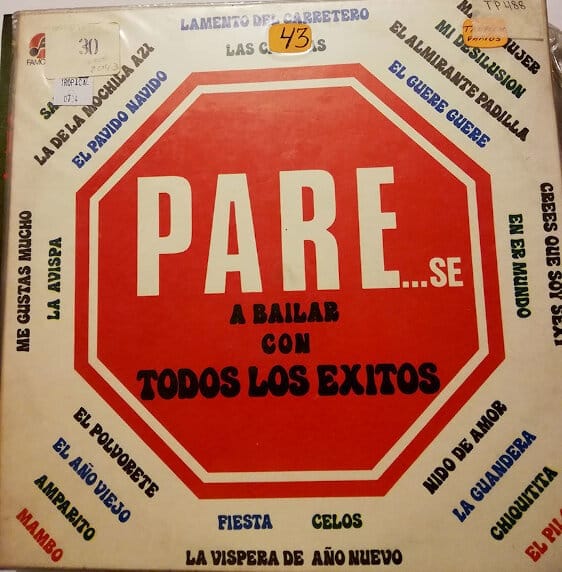 LAMENTO DEL CARRETERO
TP 488
30
43
LAS
MI DESILUSION
EL ALMIRANTE PADILLA
EL GUERE GUERE
LA DE LA MOCHILA AZUL
EL PAVIDO NAVIDO
TROPICAL
PARE...SE
A BAILAR
CON
TODOS LOS EXITOS
ME GUSTAS MUCHO
LA AVISPA
EN ER MUNDO
CREES QUE SOY SEXY
EL POLVORETE
EL AÑO VIEJO
AMPARITO
MAMBO
NIDO DE AMOR
LA GUANDERA
CHIQUITITA
FIESTA
CELOS
LA VISPERA DE AÑO NUEVO